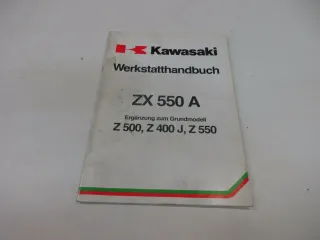 Kawasaki
Werkstatthandbuch
ZX 550 A
Ergänzung zum Grundmodell
Z 500, Z 400 J, Z 550